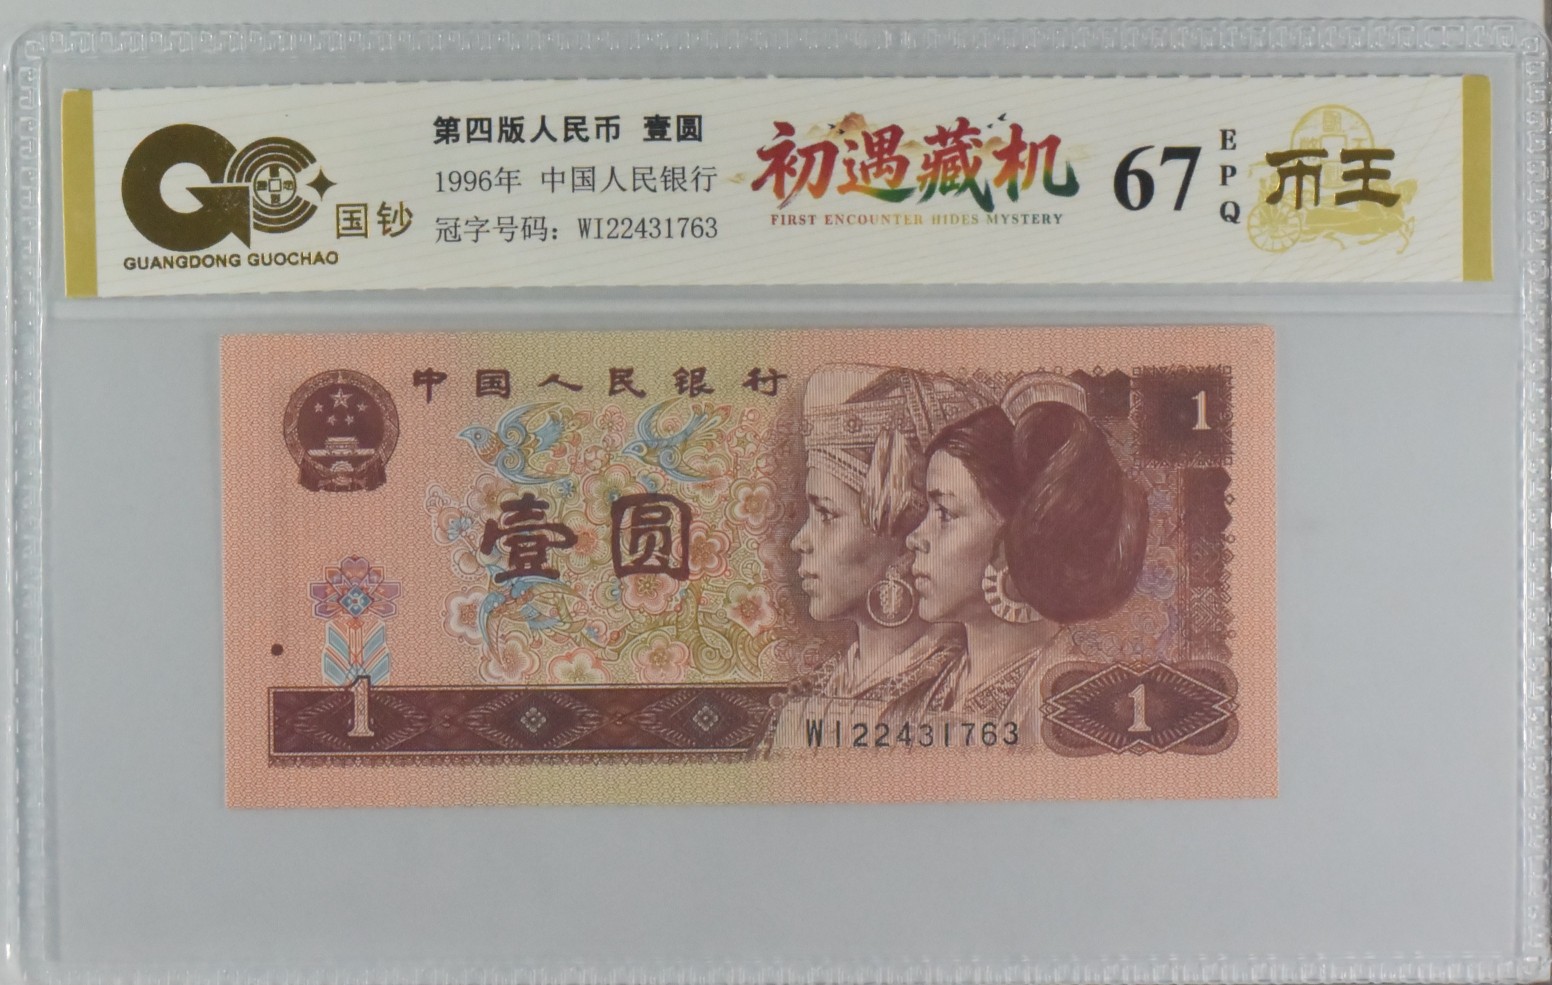 国钞
GUANGDONG GUOCHAO
第四版人民币 壹圆
1996年 中国人民银行
冠字号码：WI22431763
初遇藏机
FIRST ENCOUNTER HIDES MYSTERY
67
E
P
Q
币王
中国人民银行
1
壹圆
1
WI22431763
1